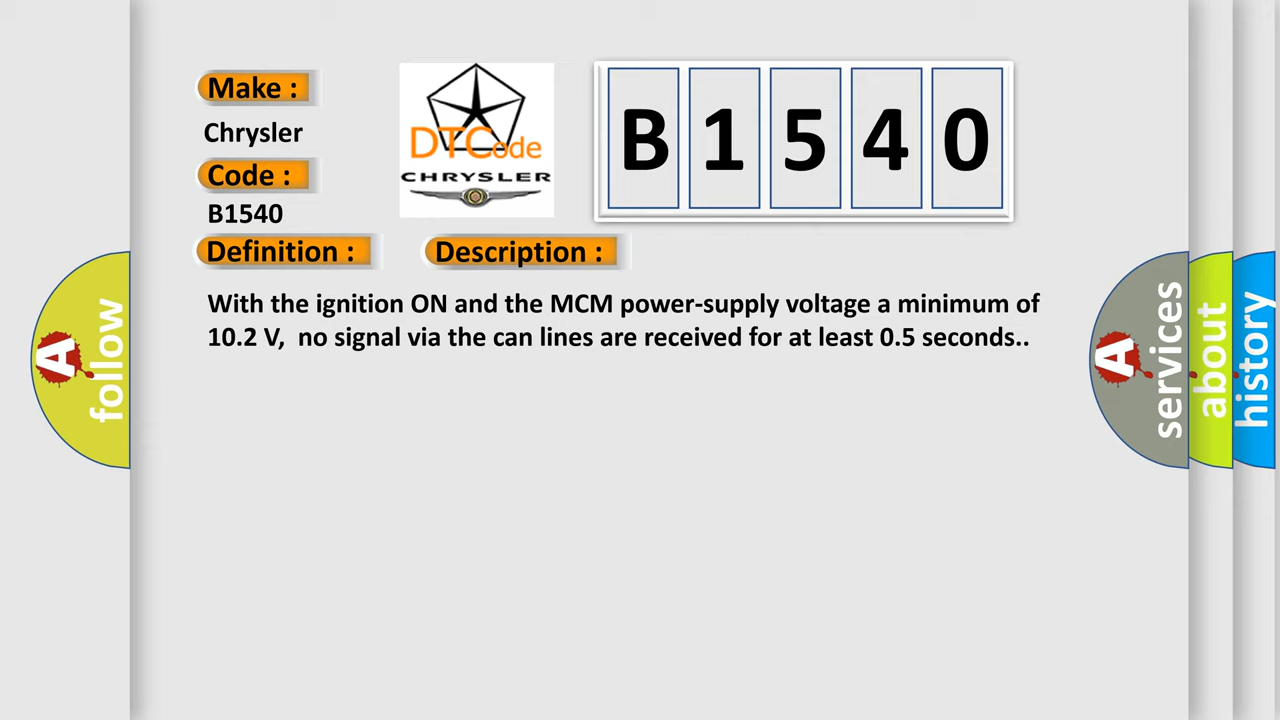 Make :
Chrysler
Code :
B1540
Definition :
Description :
With the ignition ON and the MCM power-supply voltage a minimum of
10.2 V,  no signal via the can lines are received for at least 0.5 seconds..
DTCode
CHRYSLER
B 1 5 4 0
A follow
A services
about
history